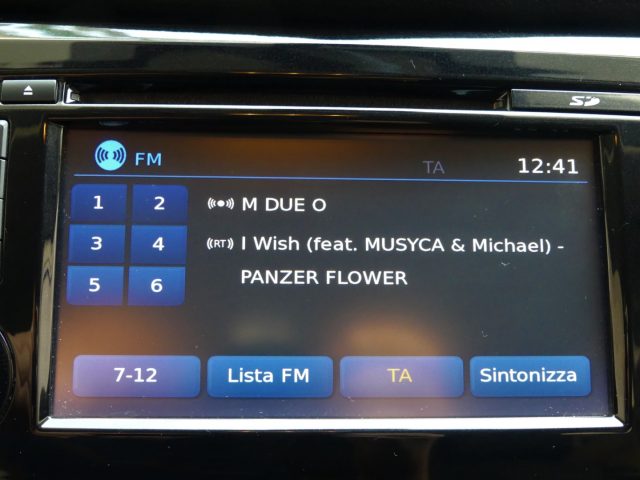 SD
FM
TA
12:41
1 2
M DUE O
3 4
(RT) I Wish (feat. MUSYCA & Michael) -
5 6
PANZER FLOWER
7-12
Lista FM
TA
Sintonizza